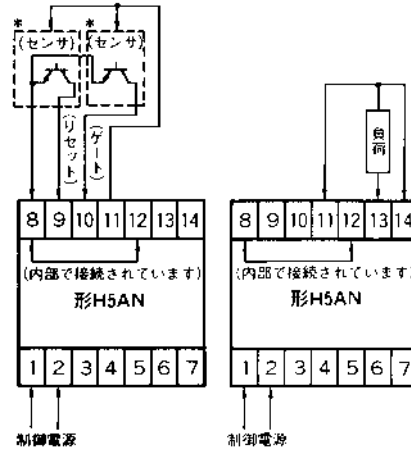 * *
(センサ) (センサ)
(リセット) (ゲート)
負荷
8 9 10 11 12 13 14
8 9 10 11 12 13 14
(内部で接続されています)
(内部で接続されています)
形H5AN
形H5AN
1 2 3 4 5 6 7
1 2 3 4 5 6 7
制御電源
制御電源